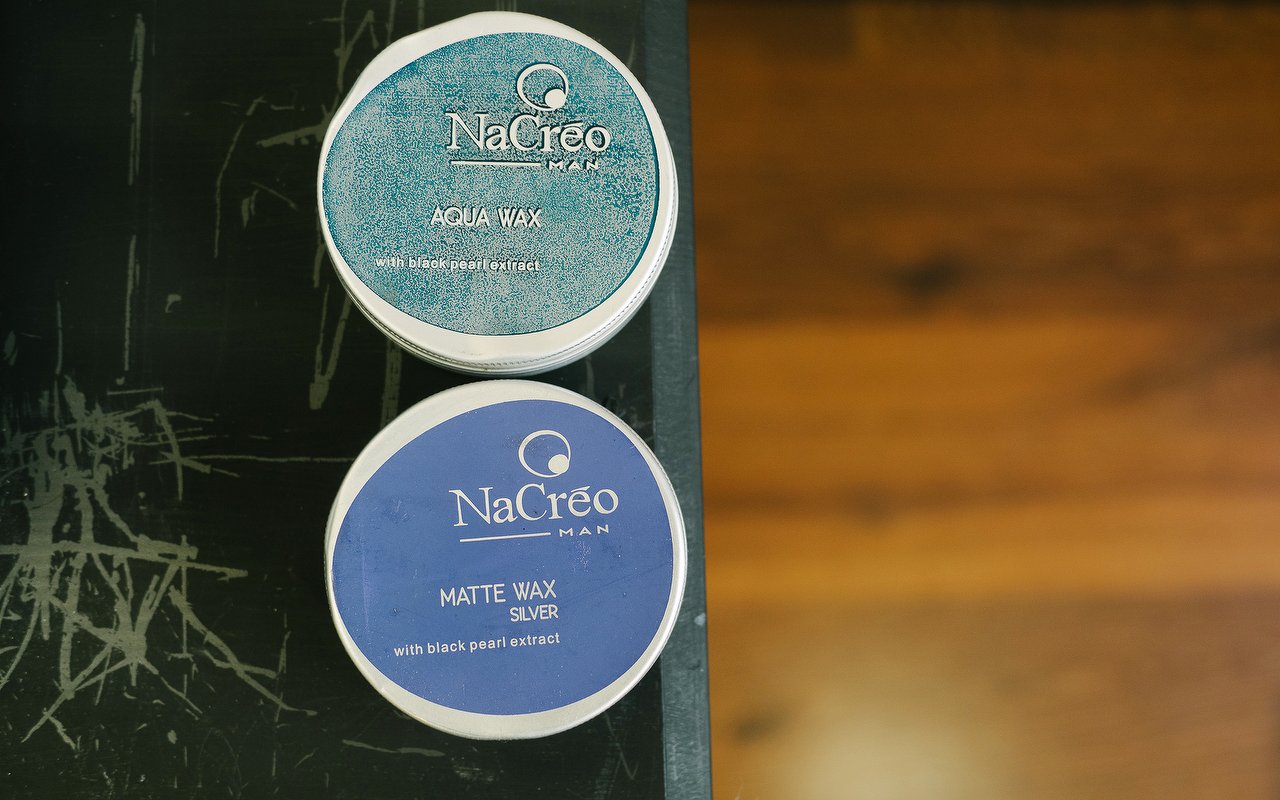 NaCréo
MAN
AQUA WAX
with black pearl extract
NaCréo
MAN
MATTE WAX
SILVER
with black pearl extract